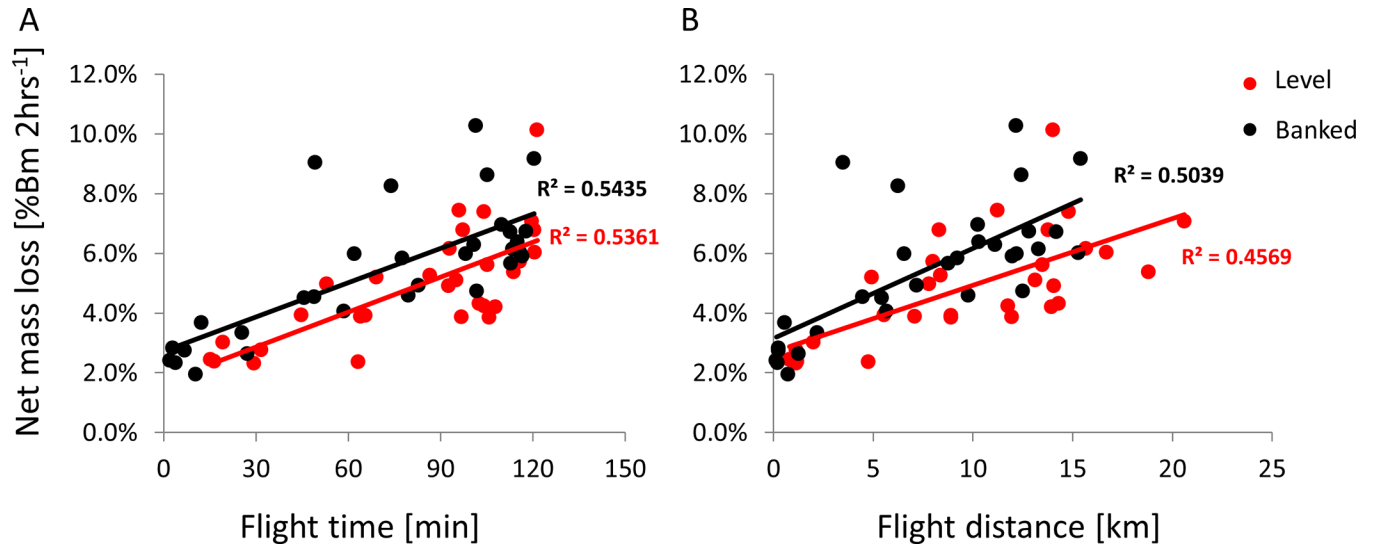 A
B
Net mass loss [%Bm 2hrs⁻¹]
12.0%
10.0%
8.0%
6.0%
4.0%
2.0%
0.0%
0 30 60 90 120 150
Flight time [min]
R² = 0.5435
R² = 0.5361
12.0%
10.0%
8.0%
6.0%
4.0%
2.0%
0.0%
0 5 10 15 20 25
Flight distance [km]
R² = 0.5039
R² = 0.4569
Level
Banked